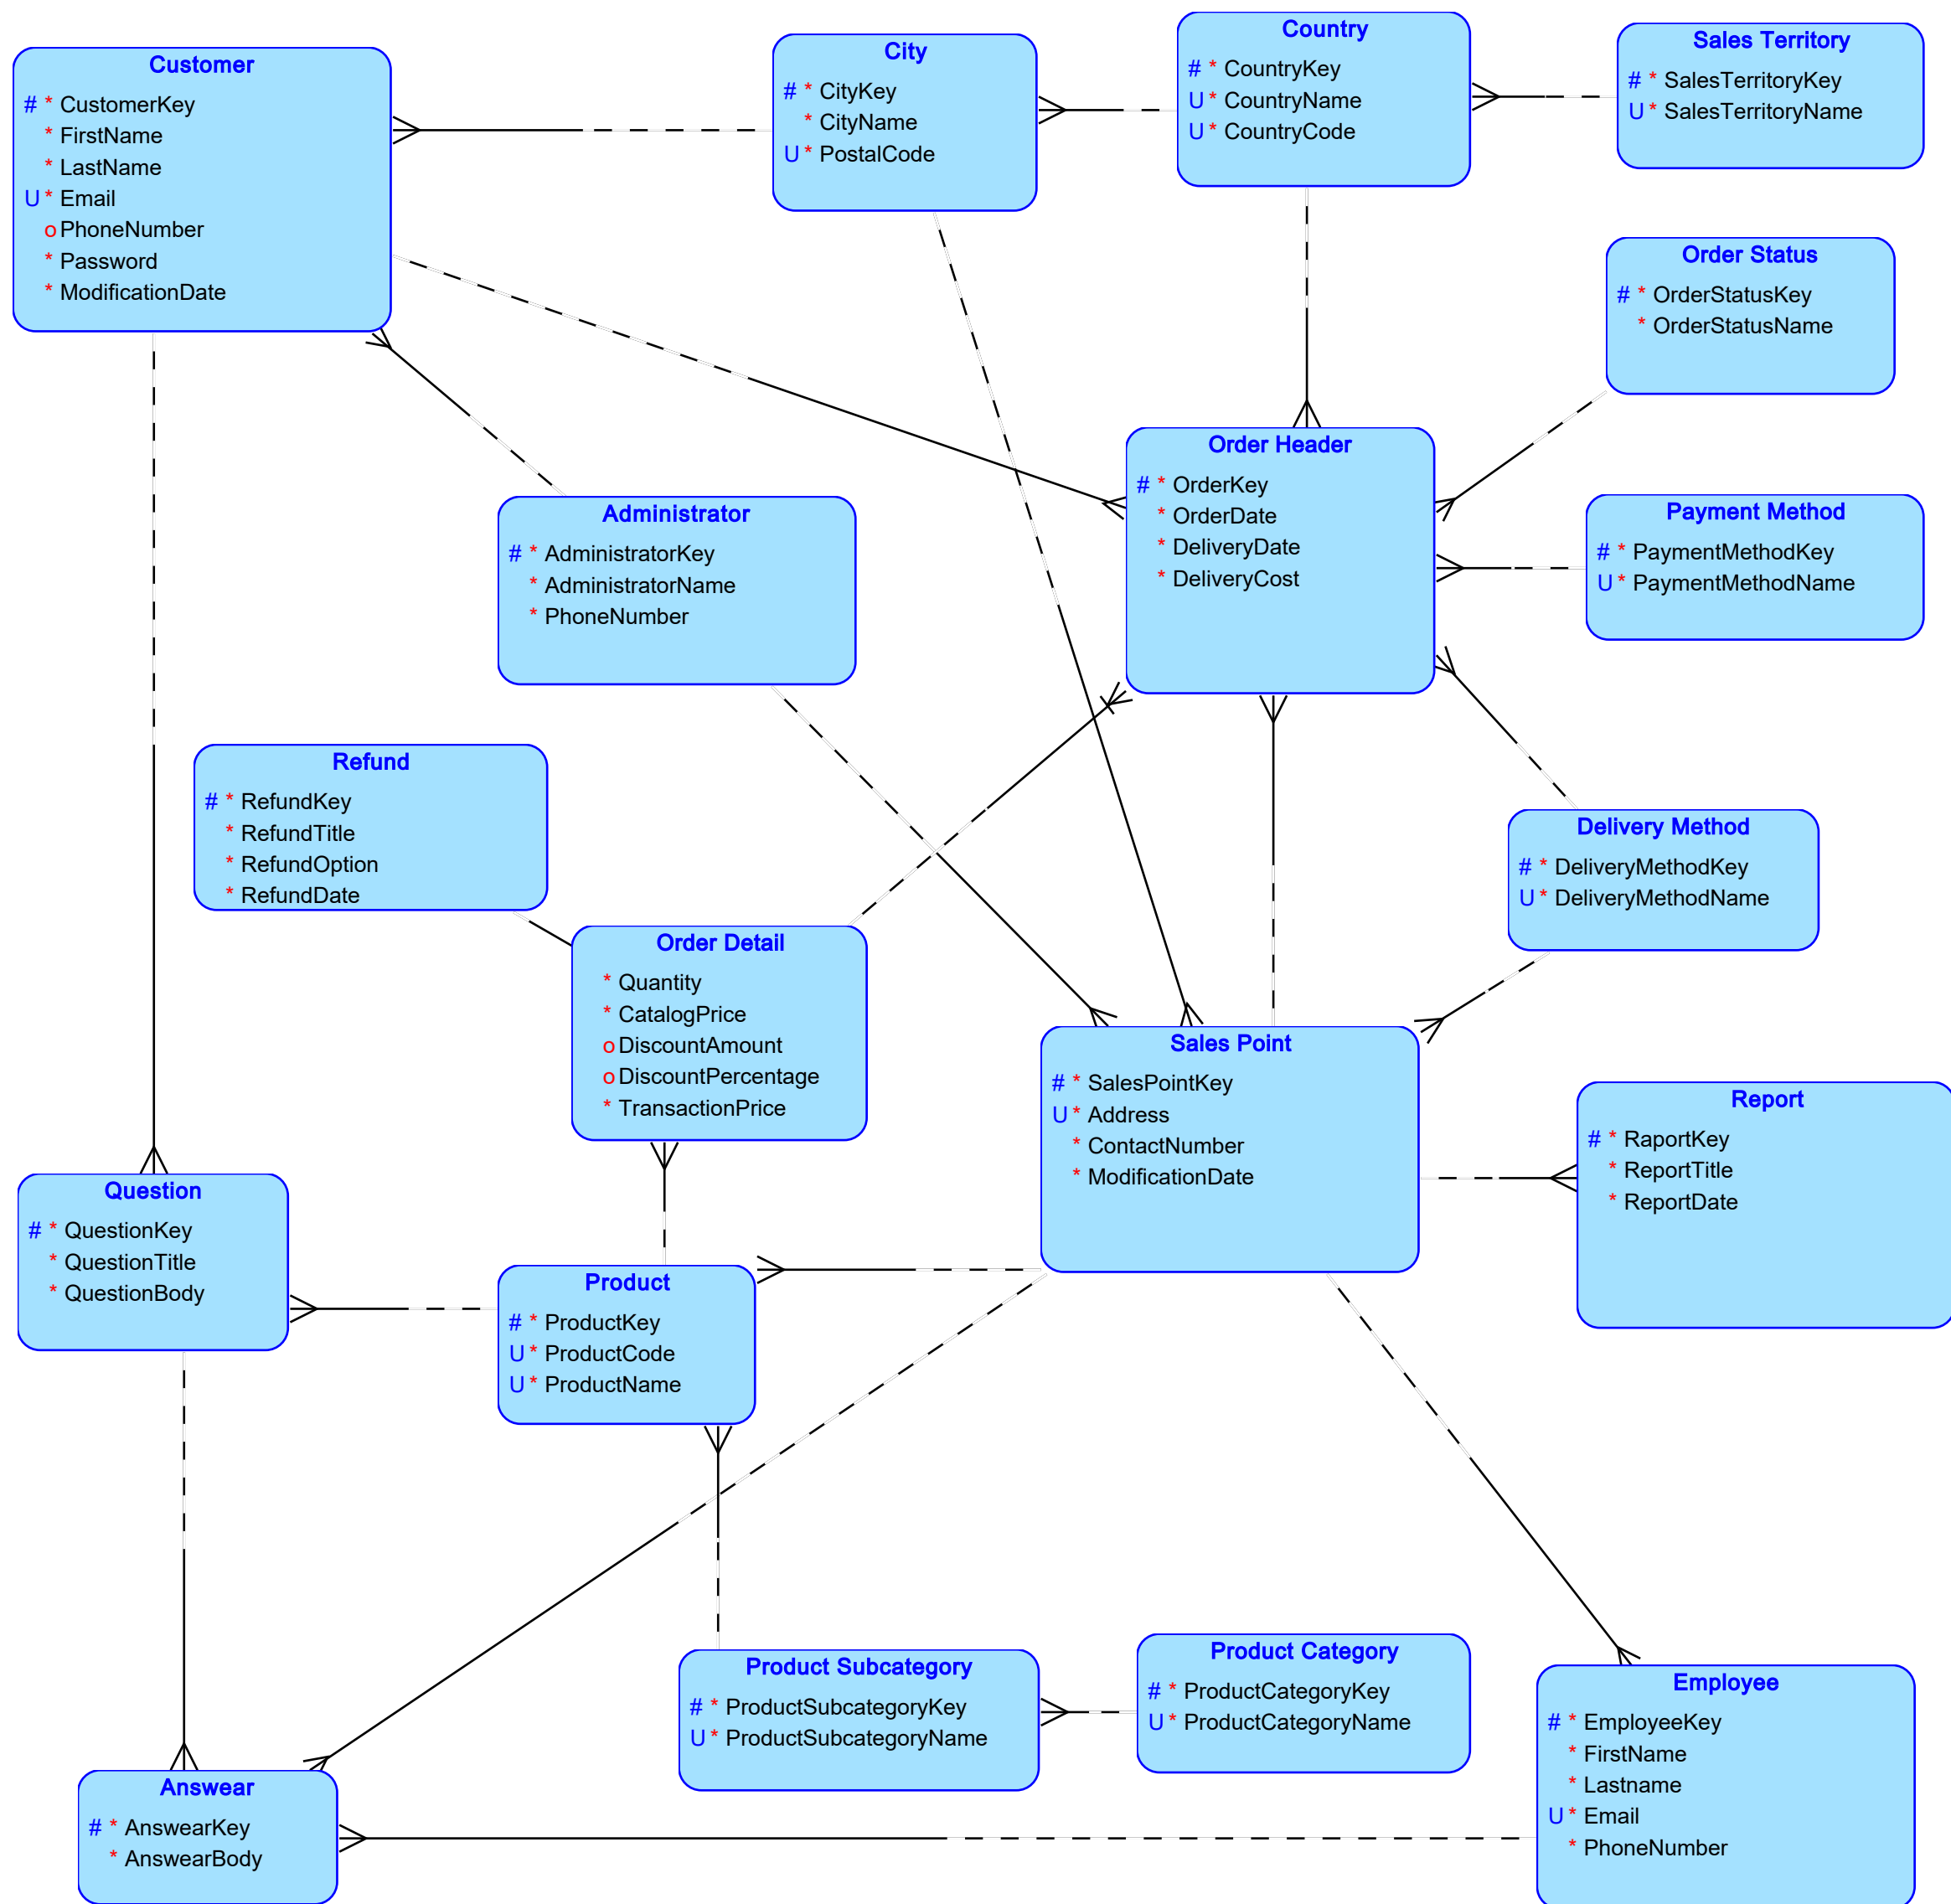 Customer
# * CustomerKey
* FirstName
* LastName
U * Email
o PhoneNumber
* Password
* ModificationDate
City
# * CityKey
* CityName
U * PostalCode
Country
# * CountryKey
U * CountryName
U * CountryCode
Sales Territory
# * SalesTerritoryKey
U * SalesTerritoryName
Order Status
# * OrderStatusKey
* OrderStatusName
Order Header
# * OrderKey
* OrderDate
* DeliveryDate
* DeliveryCost
Payment Method
# * PaymentMethodKey
U * PaymentMethodName
Administrator
# * AdministratorKey
* AdministratorName
* PhoneNumber
Refund
# * RefundKey
* RefundTitle
* RefundOption
* RefundDate
Delivery Method
# * DeliveryMethodKey
U * DeliveryMethodName
Order Detail
* Quantity
* CatalogPrice
o DiscountAmount
o DiscountPercentage
* TransactionPrice
Sales Point
# * SalesPointKey
U * Address
* ContactNumber
* ModificationDate
Report
# * RaportKey
* ReportTitle
* ReportDate
Question
# * QuestionKey
* QuestionTitle
* QuestionBody
Product
# * ProductKey
U * ProductCode
U * ProductName
Product Subcategory
# * ProductSubcategoryKey
U * ProductSubcategoryName
Product Category
# * ProductCategoryKey
U * ProductCategoryName
Employee
# * EmployeeKey
* FirstName
* Lastname
U * Email
* PhoneNumber
Answear
# * AnswearKey
* AnswearBody